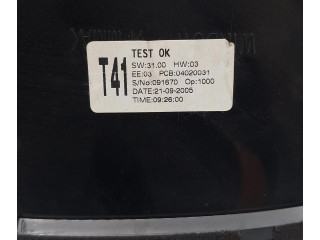 TEST OK
T41
SW:31.00 HW:03
EE:03 PCB:04020031
S/No:091670 Op:1000
DATE:21-09-2005
TIME:09:26:00